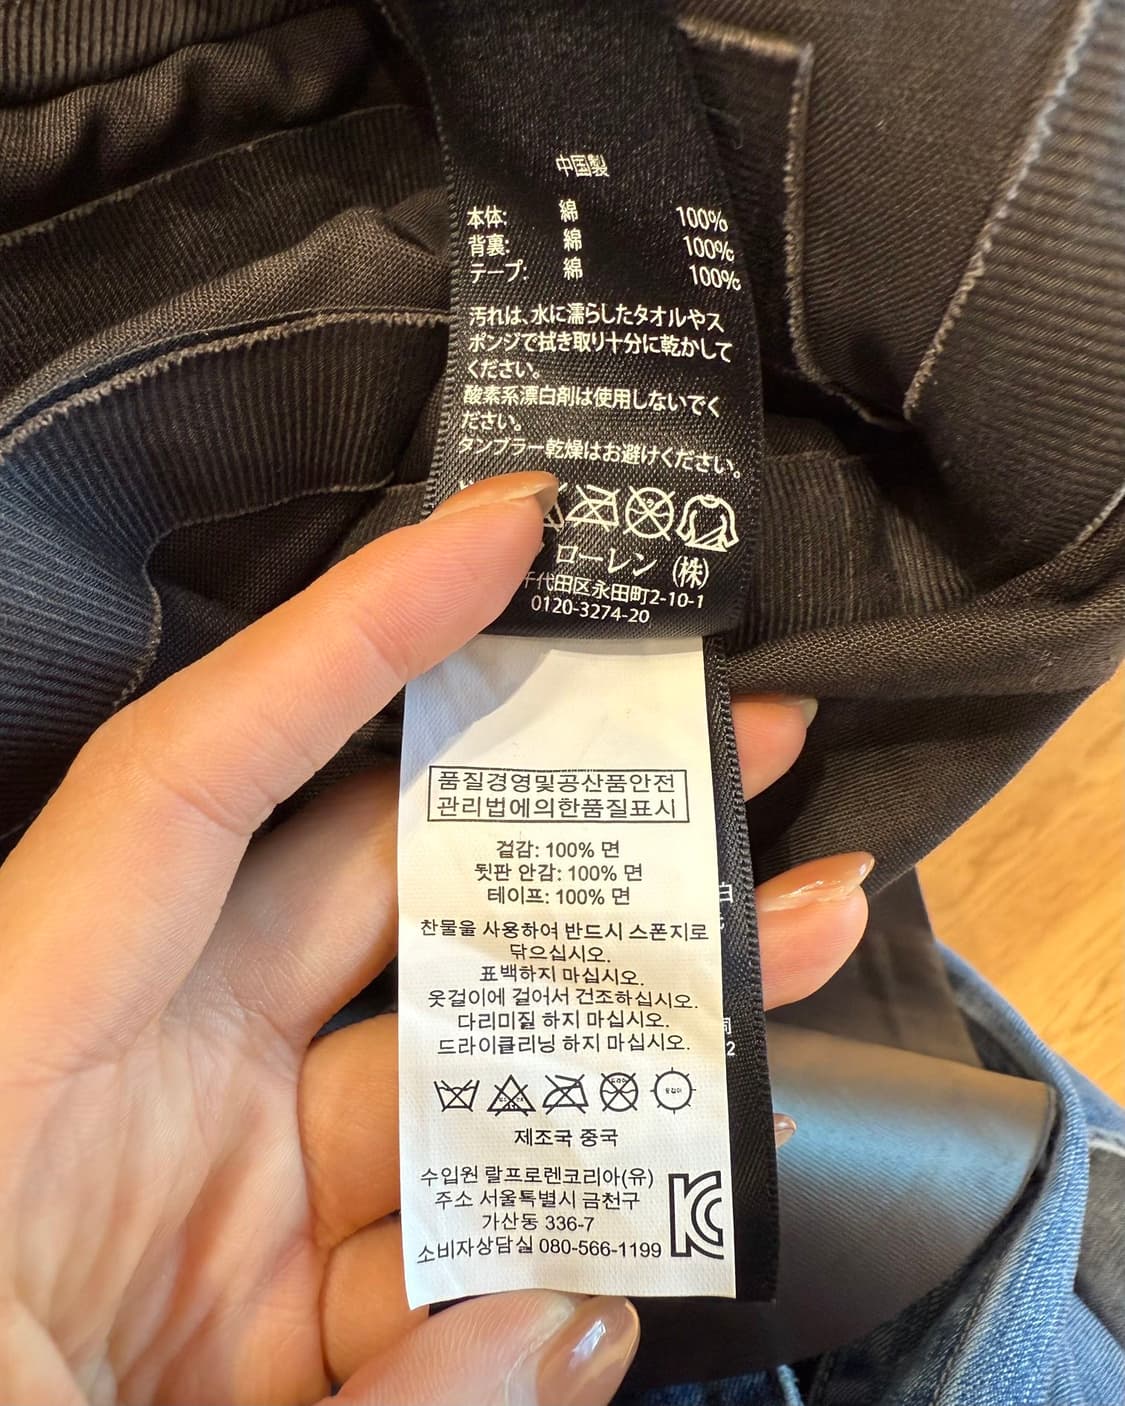 中国製
本体: 綿 100%
背裏: 綿 100%
テープ: 綿 100%
汚れは、水に濡らしたタオルやス
ポンジで拭き取り十分に乾かして
ください。
酸素系漂白剤は使用しないでく
ださい。
タンブラー乾燥はお避けください。
ローレン (株)
千代田区永田町2-10-1
0120-3274-20
품질경영및공산품안전
관리법에의한품질표시
겉감: 100% 면
뒷판 안감: 100% 면
테이프: 100% 면
찬물을 사용하여 반드시 스폰지로
닦으십시오.
표백하지 마십시오.
옷걸이에 걸어서 건조하십시오.
다리미질 하지 마십시오.
드라이클리닝 하지 마십시오.
제조국 중국
수입원 랄프로렌코리아(유)
주소 서울특별시 금천구
가산동 336-7
소비자상담실 080-566-1199
KC